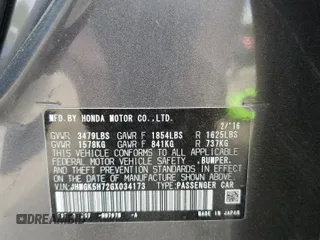 MFD.BY HONDA MOTOR CO.,LTD. 2/'16
GVWR 3479LBS GAWR F 1854LBS R 1625LBS
GVWR 1578KG GAWR F 841KG R 737KG
THIS VEHICLE CONFORMS TO ALL APPLICABLE
FEDERAL MOTOR VEHICLE SAFETY, BUMPER,
AND THEFT PREVENTION STANDARDS IN EFFECT ON
THE DATE OF MANUFACTURE SHOWN ABOVE.
VIN:JHMGK5H72GX034173 TYPE:PASSENGER CAR
MADE IN JAPAN